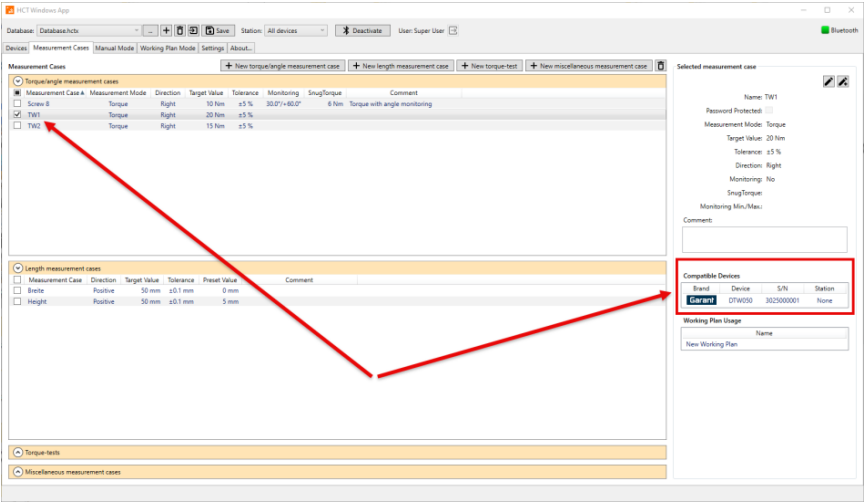 HCT Windows App
Database: Database.hctx ... Save Station: All devices Deactivate User: Super User Bluetooth
Devices Measurement Cases Manual Mode Working Plan Mode Settings About...
Measurement Cases + New torque/angle measurement case + New length measurement case + New torque-test + New miscellaneous measurement case
Torque/angle measurement cases
Measurement Case Measurement Mode Direction Target Value Tolerance Monitoring SnugTorque Comment
Screw 8 Torque Right 10 Nm ±5 % 30.0°/+60.0° 6 Nm Torque with angle monitoring
TW1 Torque Right 20 Nm ±5 %
TW2 Torque Right 15 Nm ±5 %
Length measurement cases
Measurement Case Direction Target Value Tolerance Preset Value Comment
Breite Positive 50 mm ±0.1 mm 0 mm
Height Positive 50 mm ±0.1 mm 5 mm
Torque-tests
Miscellaneous measurement cases
Selected measurement case
Name: TW1
Password Protected:
Measurement Mode: Torque
Target Value: 20 Nm
Tolerance: ±5 %
Direction: Right
Monitoring: No
SnugTorque:
Monitoring Min./Max.:
Comment:
Compatible Devices
Brand Device S/N Station
Garant DTW050 3025000001 None
Working Plan Usage
Name
New Working Plan